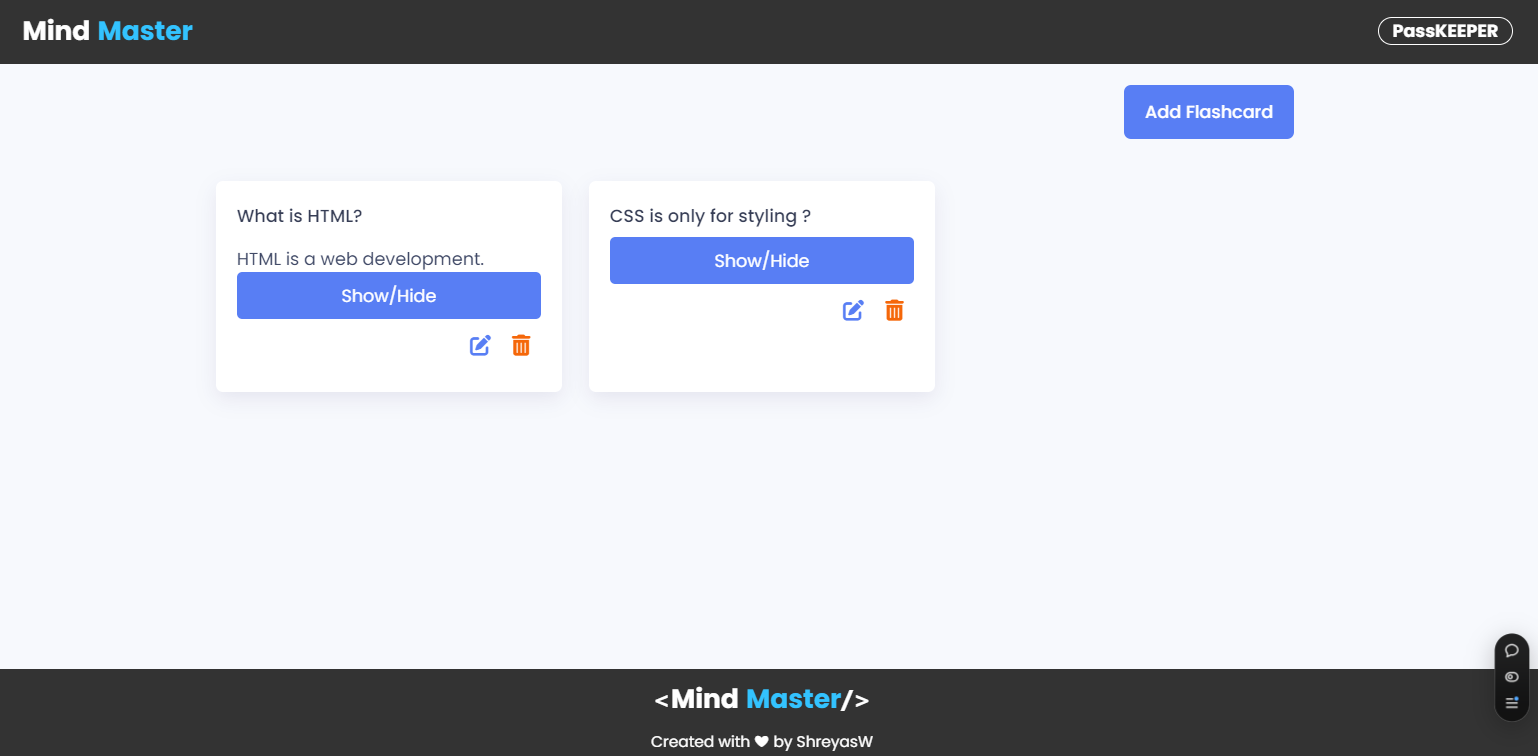 Mind Master
PassKEEPER
Add Flashcard
What is HTML?
HTML is a web development.
Show/Hide
CSS is only for styling ?
Show/Hide
<Mind Master/>
Created with ❤ by ShreyasW